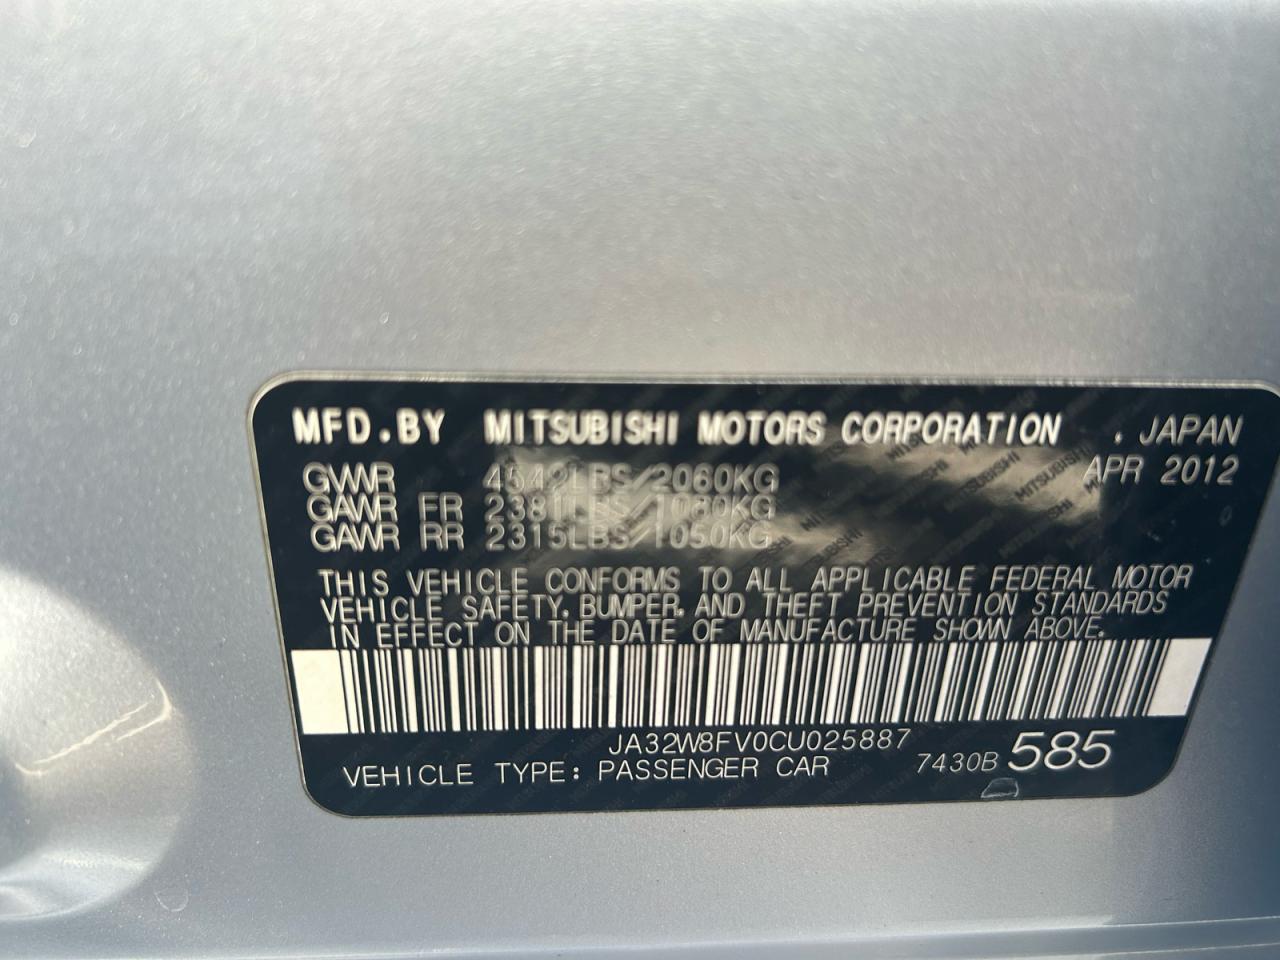 MFD.BY MITSUBISHI MOTORS CORPORATION . JAPAN
GVWR 4542LBS/2060KG APR 2012
GAWR FR 2381LBS/1080KG
GAWR RR 2315LBS/1050KG
THIS VEHICLE CONFORMS TO ALL APPLICABLE FEDERAL MOTOR
VEHICLE SAFETY, BUMPER, AND THEFT PREVENTION STANDARDS
IN EFFECT ON THE DATE OF MANUFACTURE SHOWN ABOVE.
JA32W8FV0CU025887
VEHICLE TYPE: PASSENGER CAR 7430B 585